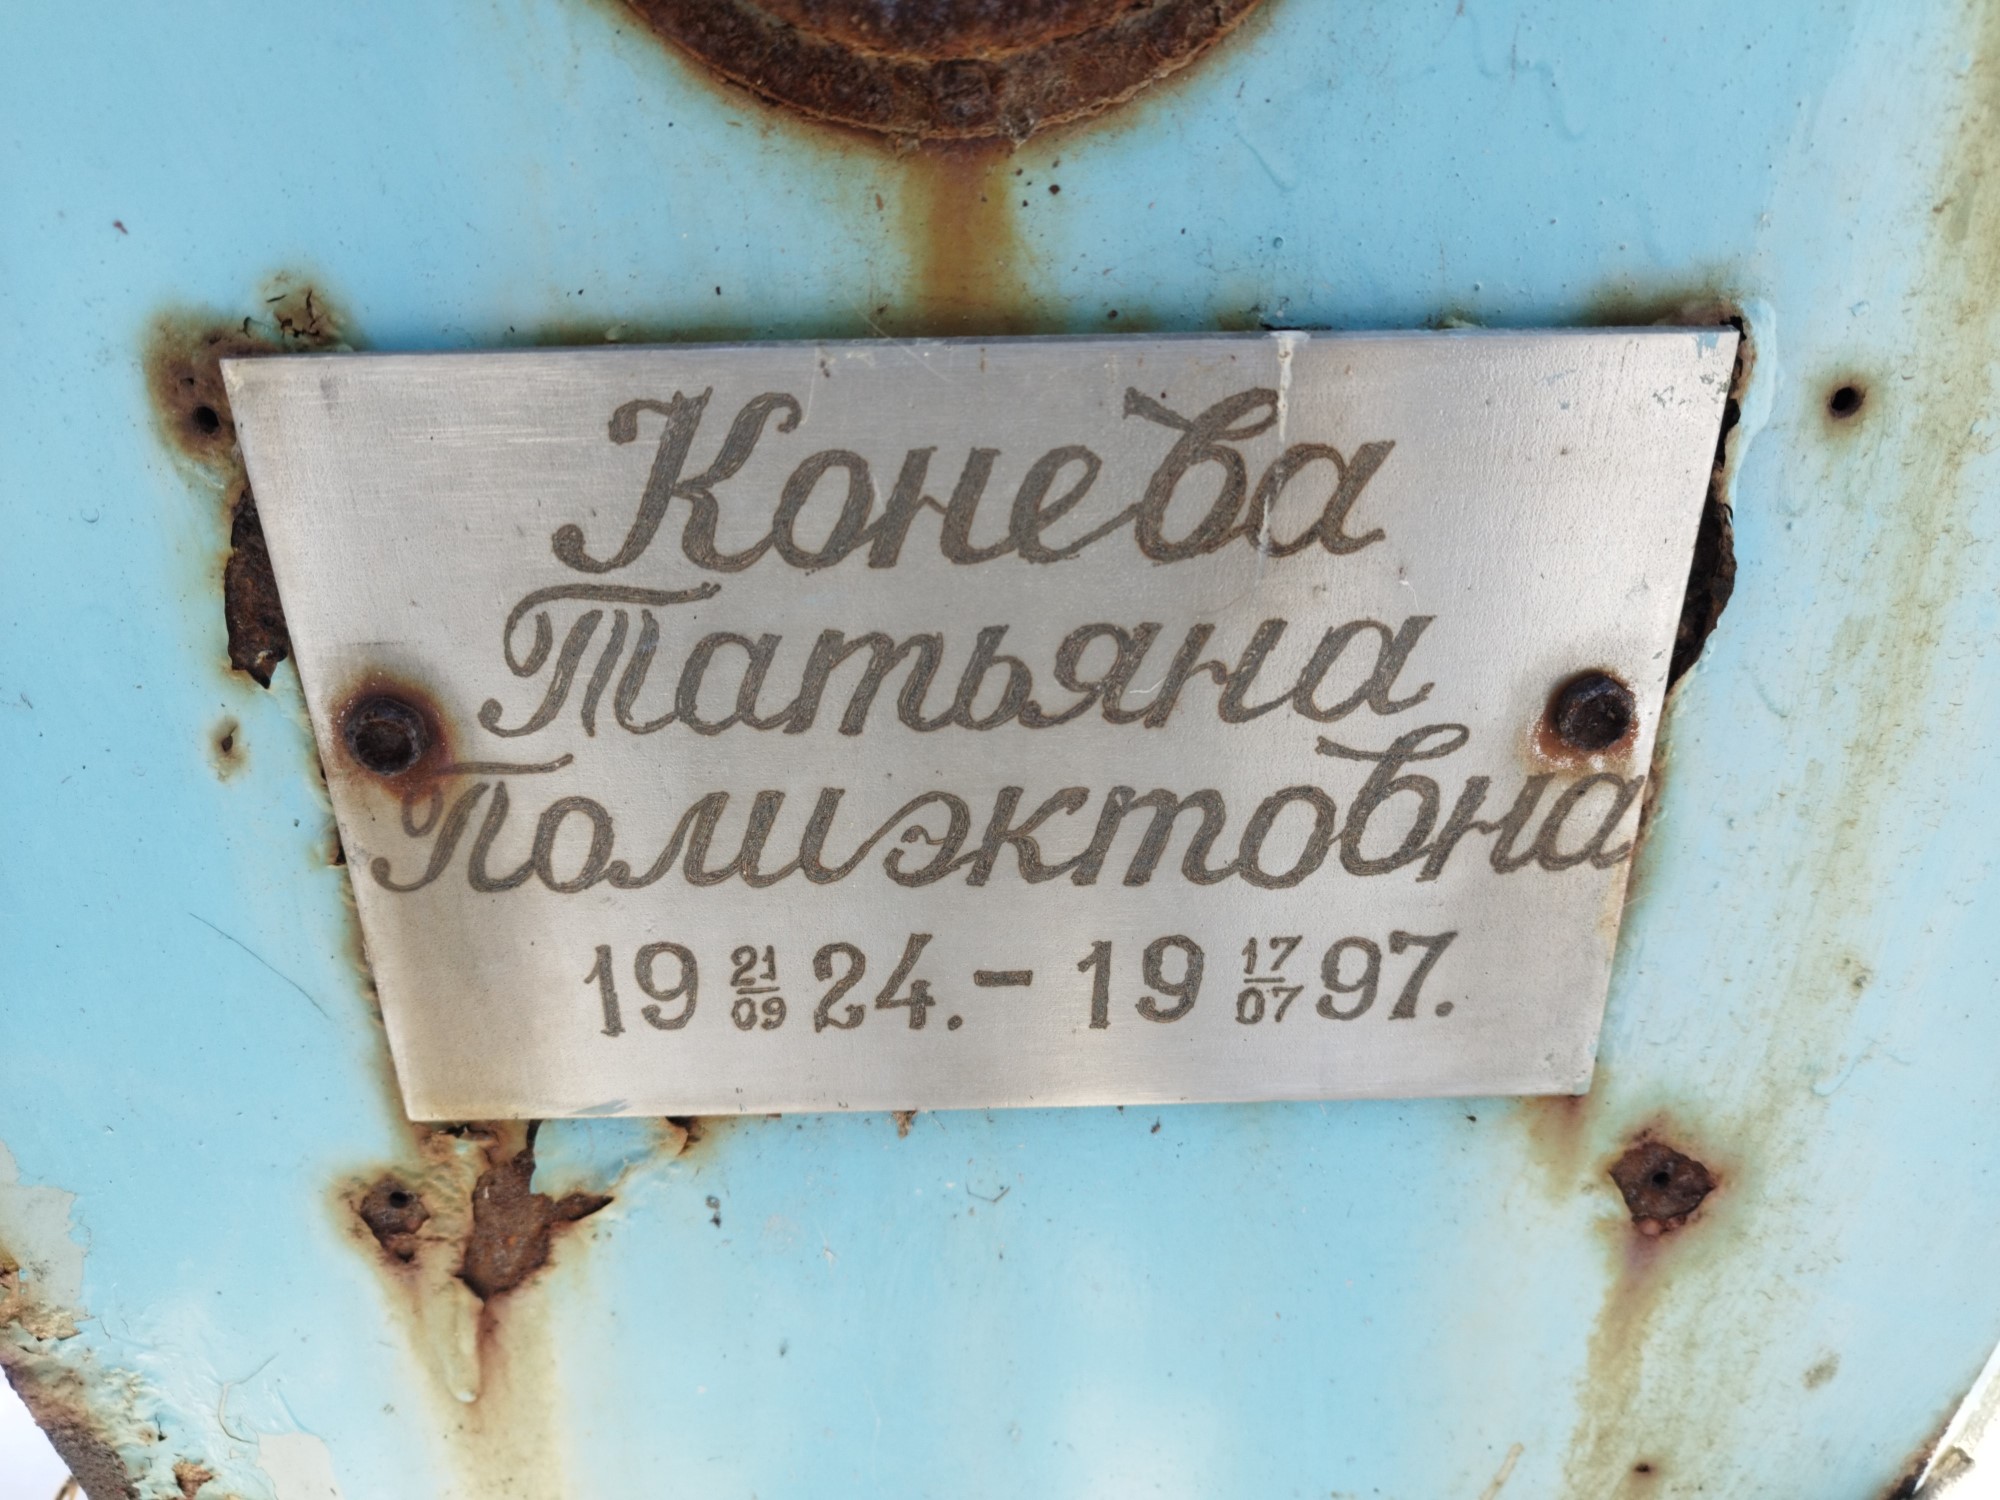 Конева
Татьяна
Полиэктовна
19 21/09 24. - 19 17/07 97.